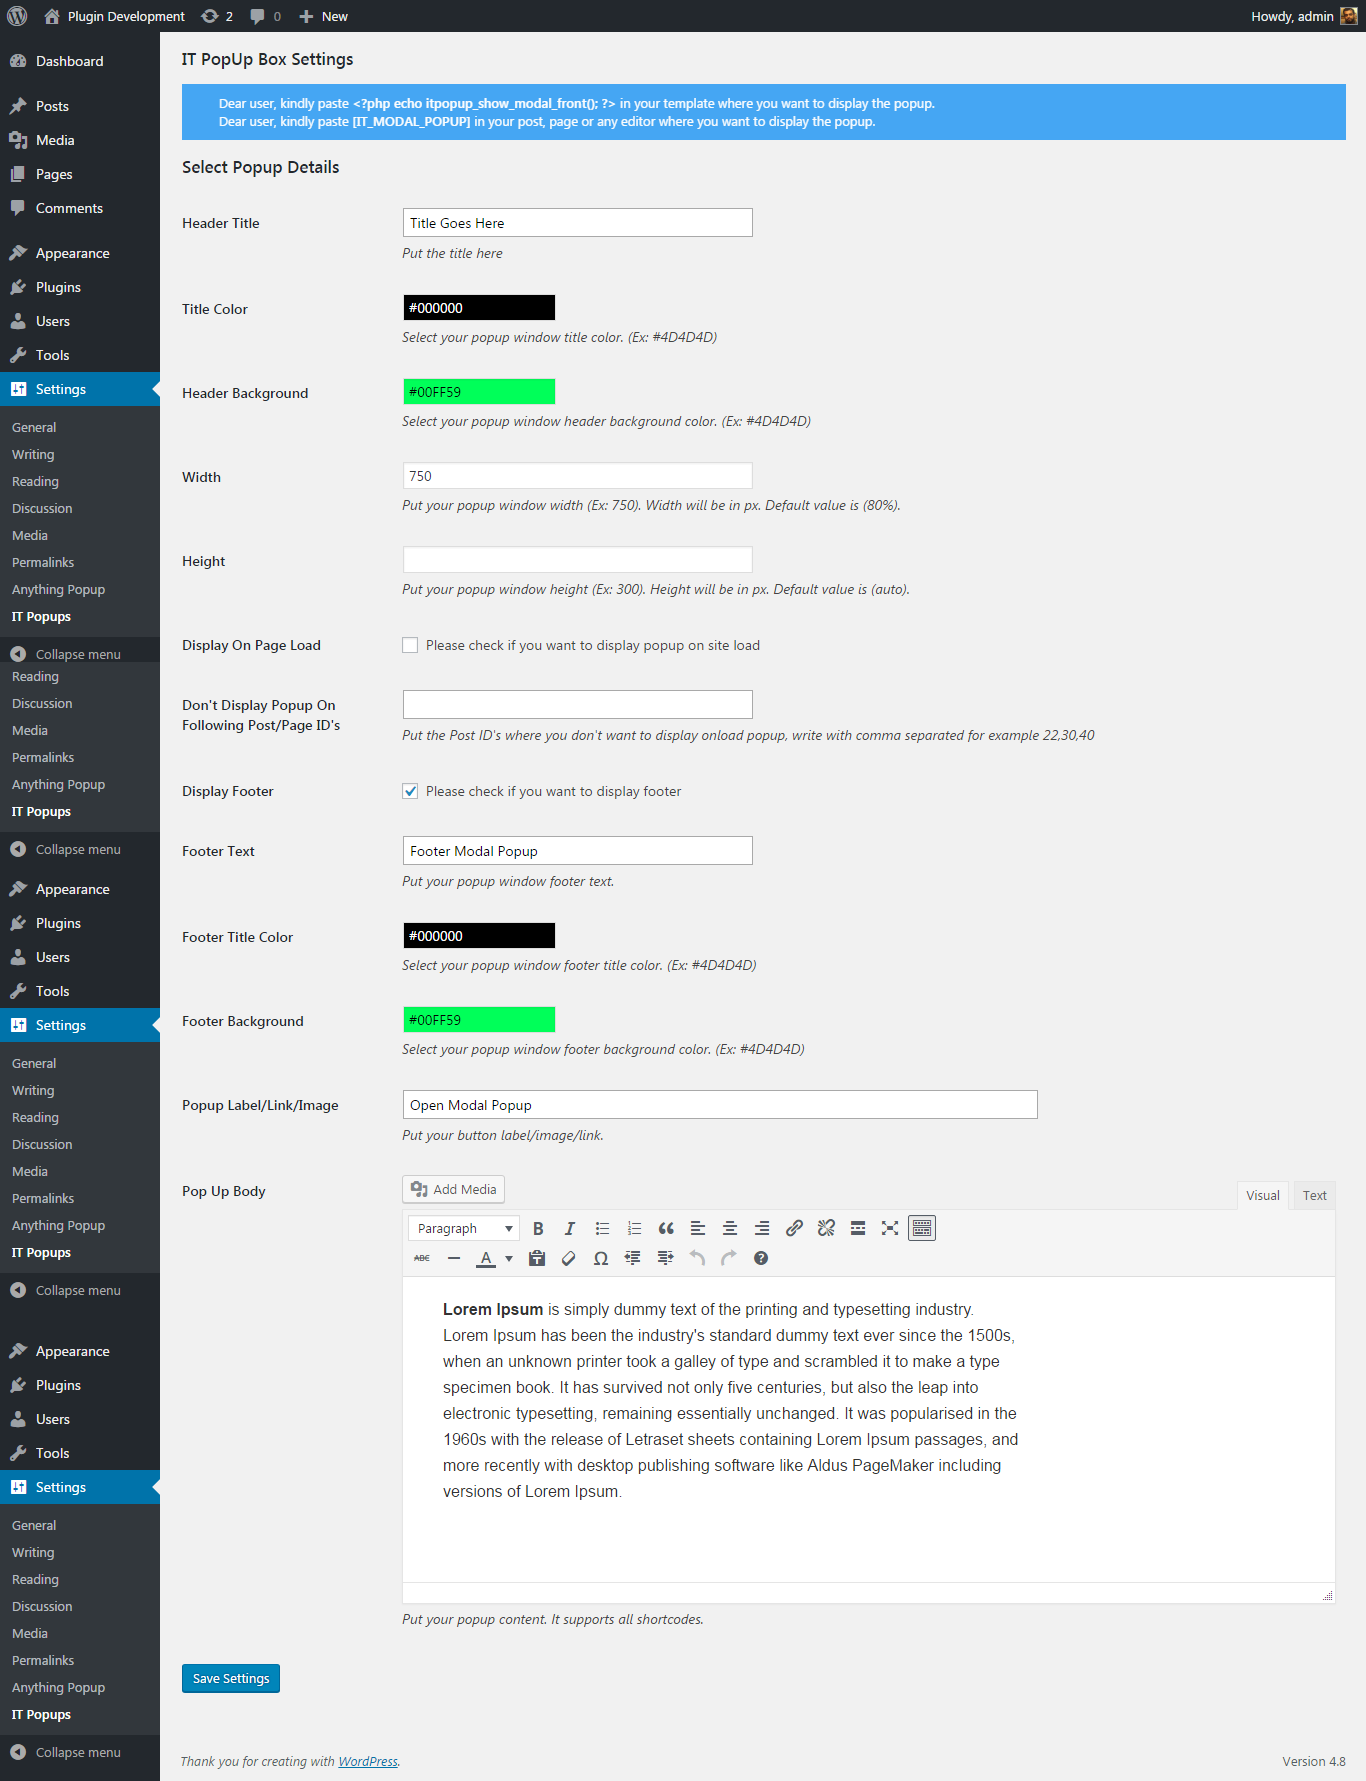 Plugin Development 2 0 New Howdy, admin
Dashboard
Posts
Media
Pages
Comments
Appearance
Plugins
Users
Tools
Settings
General
Writing
Reading
Discussion
Media
Permalinks
Anything Popup
IT Popups
Collapse menu
Reading
Discussion
Media
Permalinks
Anything Popup
IT Popups
Collapse menu
Appearance
Plugins
Users
Tools
Settings
General
Writing
Reading
Discussion
Media
Permalinks
Anything Popup
IT Popups
Collapse menu
Appearance
Plugins
Users
Tools
Settings
General
Writing
Reading
Discussion
Media
Permalinks
Anything Popup
IT Popups
Collapse menu
IT PopUp Box Settings
Dear user, kindly paste <?php echo itpopup_show_modal_front(); ?> in your template where you want to display the popup.
Dear user, kindly paste [IT_MODAL_POPUP] in your post, page or any editor where you want to display the popup.
Select Popup Details
Header Title
Title Goes Here
Put the title here
Title Color
#000000
Select your popup window title color. (Ex: #4D4D4D)
Header Background
#00FF59
Select your popup window header background color. (Ex: #4D4D4D)
Width
750
Put your popup window width (Ex: 750). Width will be in px. Default value is (80%).
Height
Put your popup window height (Ex: 300). Height will be in px. Default value is (auto).
Display On Page Load
Please check if you want to display popup on site load
Don't Display Popup On
Following Post/Page ID's
Put the Post ID's where you don't want to display onload popup, write with comma separated for example 22,30,40
Display Footer
Please check if you want to display footer
Footer Text
Footer Modal Popup
Put your popup window footer text.
Footer Title Color
#000000
Select your popup window footer title color. (Ex: #4D4D4D)
Footer Background
#00FF59
Select your popup window footer background color. (Ex: #4D4D4D)
Popup Label/Link/Image
Open Modal Popup
Put your button label/image/link.
Pop Up Body
Add Media
Visual Text
Paragraph
ABC
Lorem Ipsum is simply dummy text of the printing and typesetting industry.
Lorem Ipsum has been the industry's standard dummy text ever since the 1500s,
when an unknown printer took a galley of type and scrambled it to make a type
specimen book. It has survived not only five centuries, but also the leap into
electronic typesetting, remaining essentially unchanged. It was popularised in the
1960s with the release of Letraset sheets containing Lorem Ipsum passages, and
more recently with desktop publishing software like Aldus PageMaker including
versions of Lorem Ipsum.
Put your popup content. It supports all shortcodes.
Save Settings
Thank you for creating with WordPress.
Version 4.8